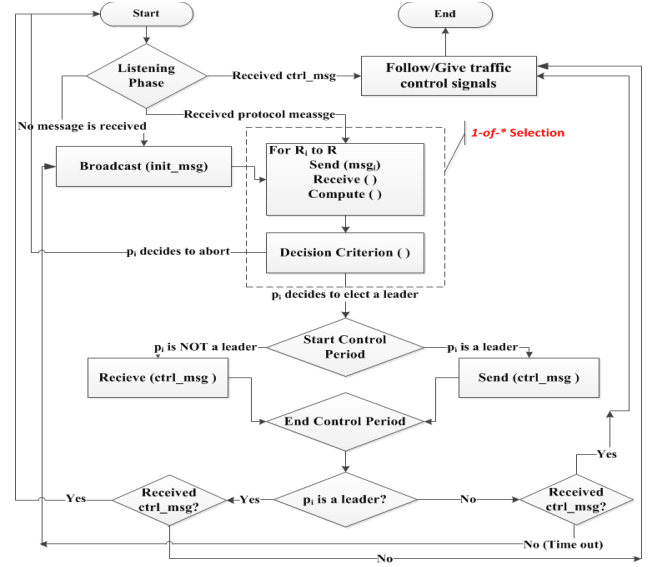 Start
End
Listening
Phase
Received ctrl_msg
Follow/Give traffic
control signals
Received protocol meassge
No message is received
1-of-* Selection
Broadcast (init_msg)
For Ri to R
Send (msgi)
Receive ( )
Compute ( )
pi decides to abort
Decision Criterion ( )
pi decides to elect a leader
Start Control
Period
pi is NOT a leader
pi is a leader
Recieve (ctrl_msg )
Send (ctrl_msg )
End Control Period
Yes
Yes
Received
ctrl_msg?
Yes
pi is a leader?
No
Received
ctrl_msg?
No (Time out)
No